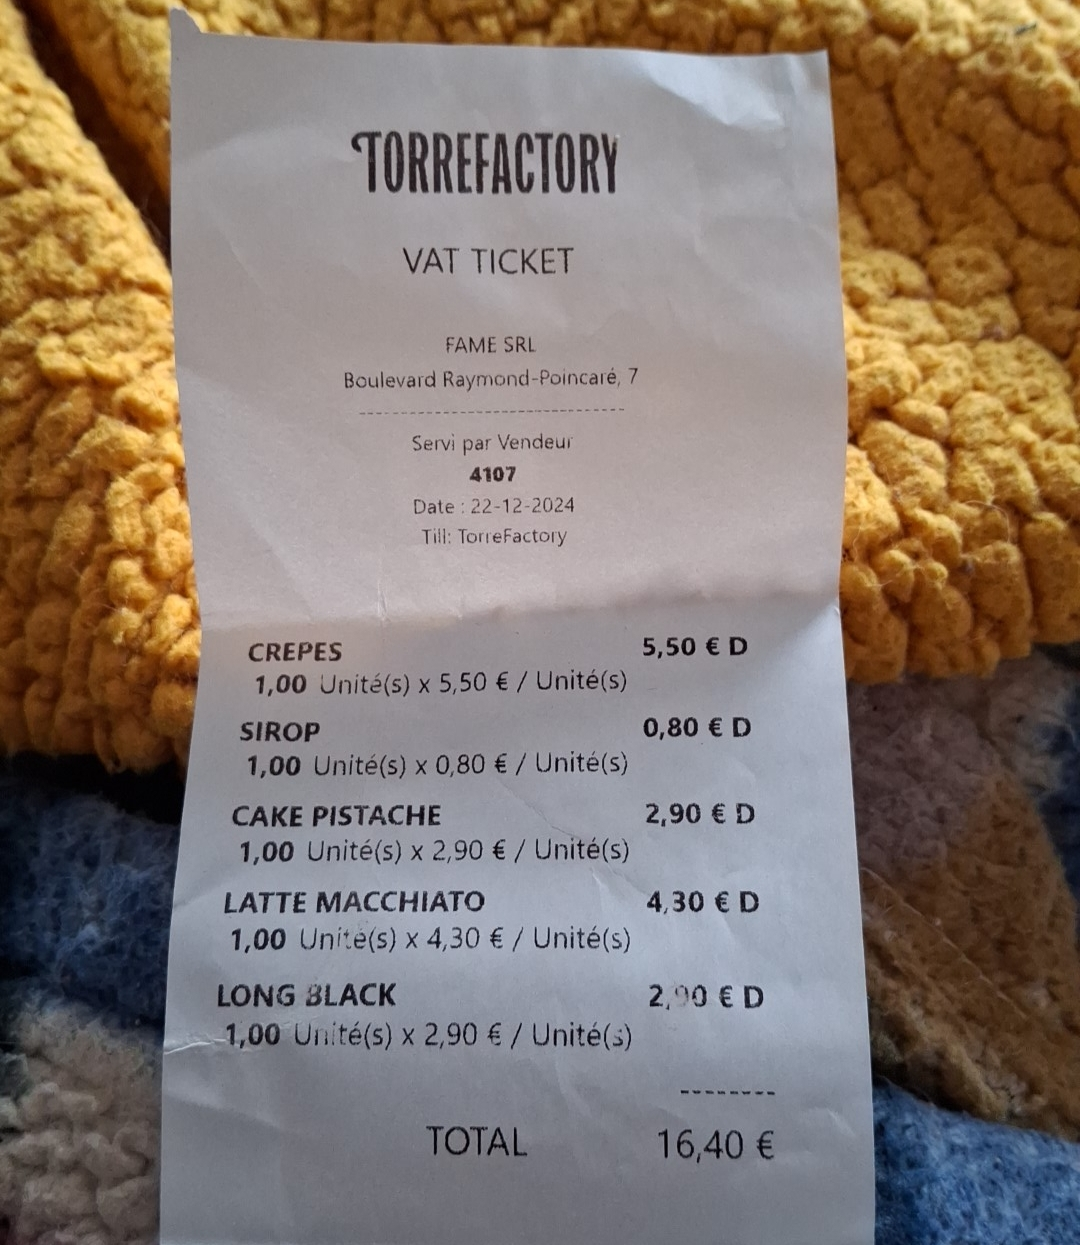 TORREFACTORY
VAT TICKET
FAME SRL
Boulevard Raymond-Poincaré, 7
-------------------------------
Servi par Vendeur
4107
Date : 22-12-2024
Till: TorreFactory
CREPES 5,50 € D
1,00 Unité(s) x 5,50 € / Unité(s)
SIROP 0,80 € D
1,00 Unité(s) x 0,80 € / Unité(s)
CAKE PISTACHE 2,90 € D
1,00 Unité(s) x 2,90 € / Unité(s)
LATTE MACCHIATO 4,30 € D
1,00 Unité(s) x 4,30 € / Unité(s)
LONG BLACK 2,90 € D
1,00 Unité(s) x 2,90 € / Unité(s)
--------
TOTAL 16,40 €